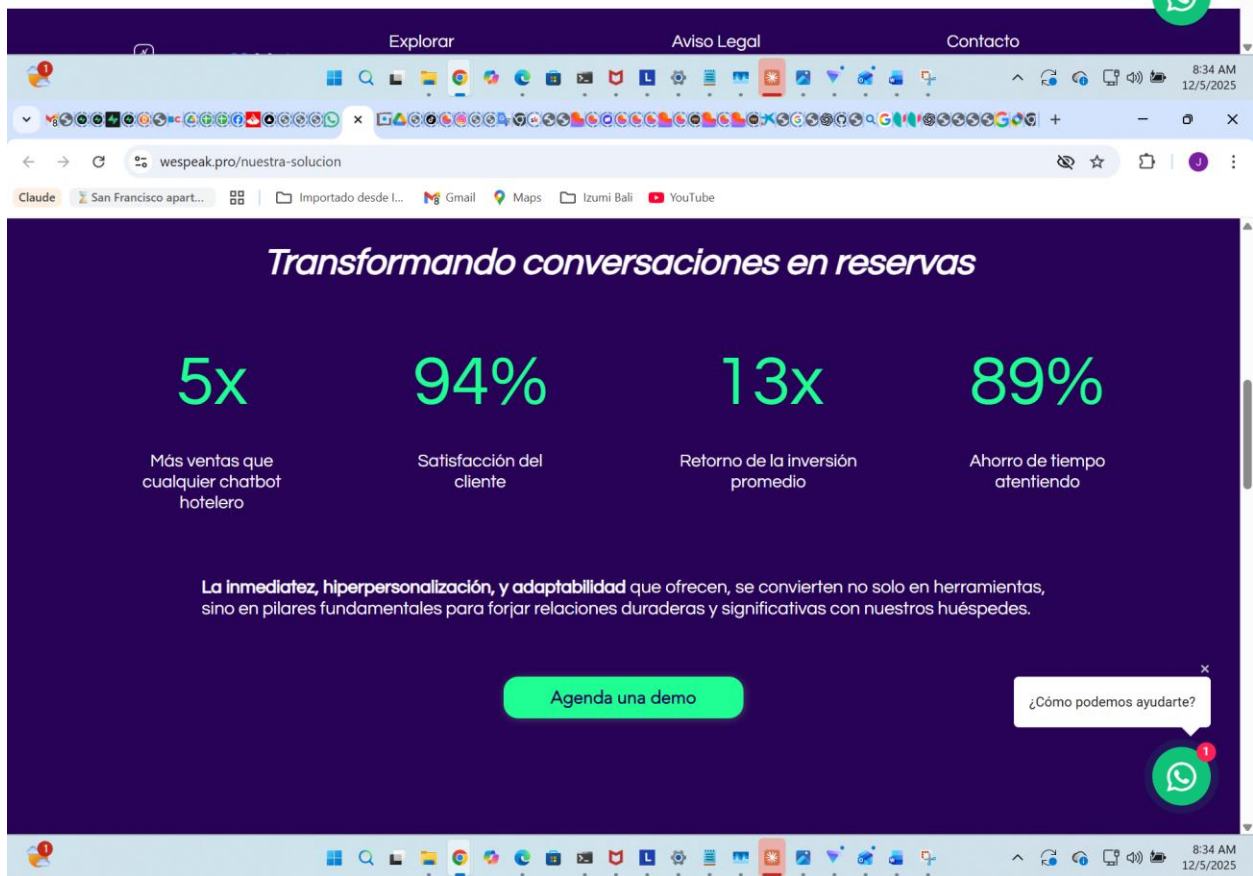 Explorar
Aviso Legal
Contacto
1
L
8:34 AM
12/5/2025
wespeak.pro/nuestra-solucion
J
Claude
San Francisco apart...
Importado desde I...
Gmail
Maps
Izumi Bali
YouTube
Transformando conversaciones en reservas
5x
94%
13x
89%
Más ventas que
cualquier chatbot
hotelero
Satisfacción del
cliente
Retorno de la inversión
promedio
Ahorro de tiempo
atentiendo
La inmediatez, hiperpersonalización, y adaptabilidad que ofrecen, se convierten no solo en herramientas,
sino en pilares fundamentales para forjar relaciones duraderas y significativas con nuestros huéspedes.
Agenda una demo
¿Cómo podemos ayudarte?
1
1
L
8:34 AM
12/5/2025